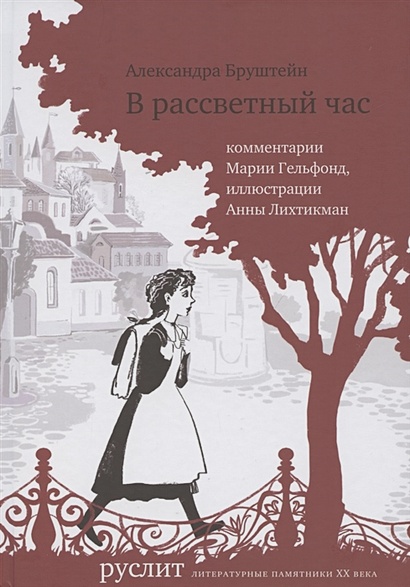 Александра Бруштейн
В рассветный час
комментарии
Марии Гельфонд,
иллюстрации
Анны Лихтикман
руслит литературные памятники XX века